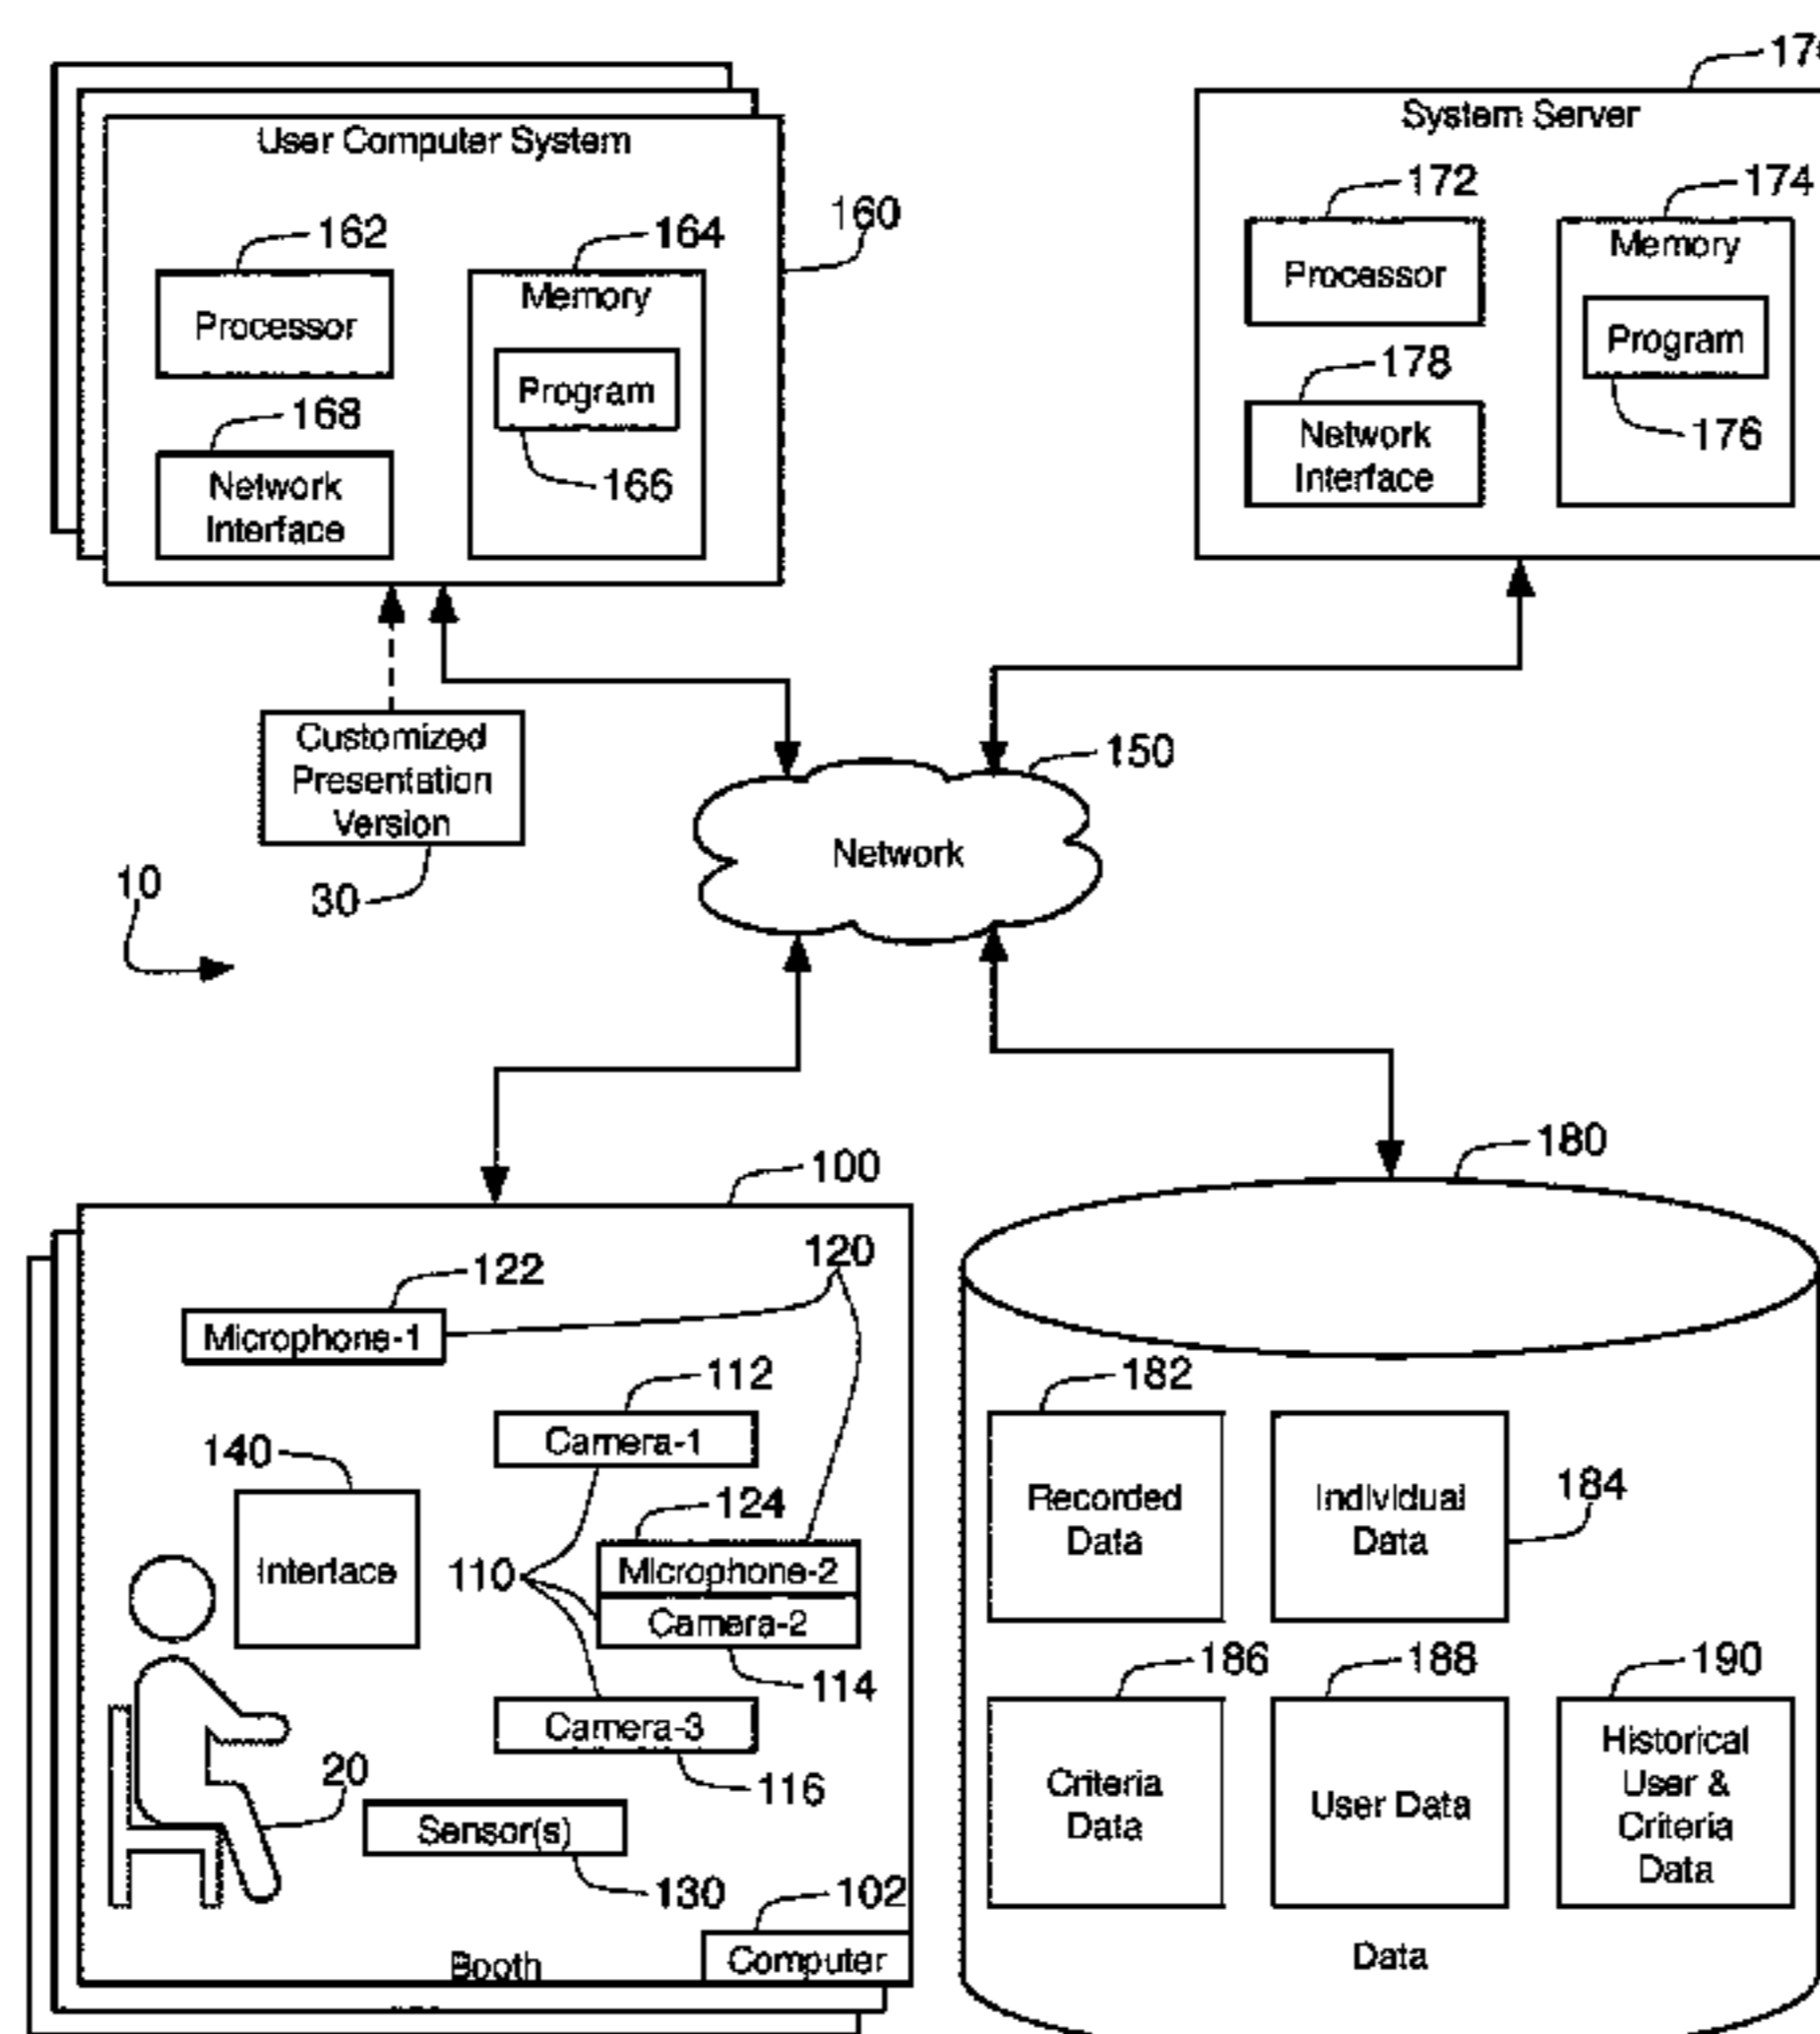 User Computer System
160
162
Processor
164
Memory
Program
166
168
Network
Interface
System Server
172
Processor
174
Memory
Program
176
178
Network
Interface
Customized
Presentation
Version
30
10
150
Network
100
120
122
Microphone-1
112
Camera-1
140
Interface
110
124
Microphone-2
Camera-2
114
Camera-3
116
20
Sensor(s)
130
102
Computer
Booth
180
182
Recorded
Data
Individual
Data
184
186
Criteria
Data
188
User Data
190
Historical
User &
Criteria
Data
Data